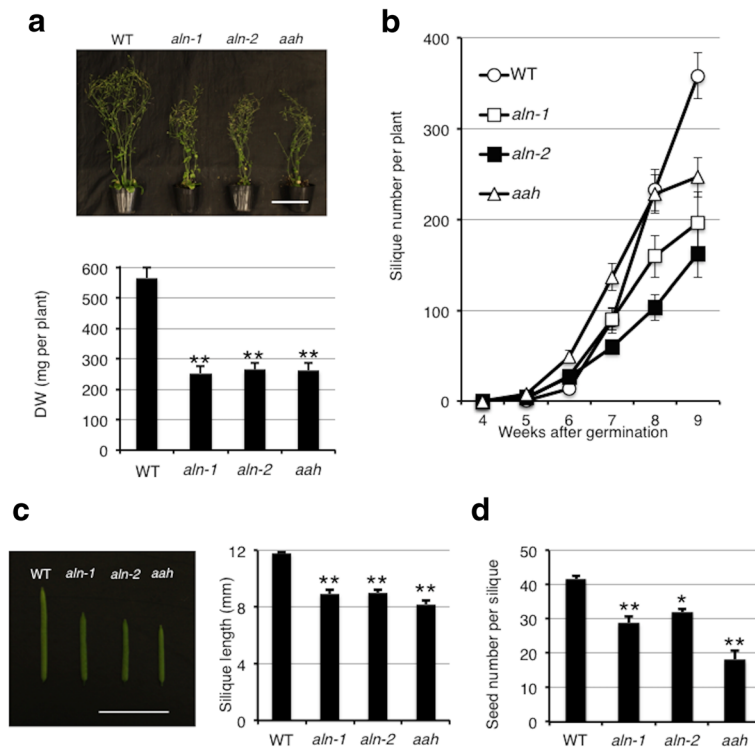 a
WT aln-1 aln-2 aah
600
500
400
300
200
100
0
DW (mg per plant)
** ** **
WT aln-1 aln-2 aah
b
400
300
200
100
0
Silique number per plant
WT
aln-1
aln-2
aah
4 5 6 7 8 9
Weeks after germination
c
WT aln-1 aln-2 aah
12
8
4
0
Silique length (mm)
** ** **
WT aln-1 aln-2 aah
d
50
40
30
20
10
0
Seed number per silique
** * **
WT aln-1 aln-2 aah